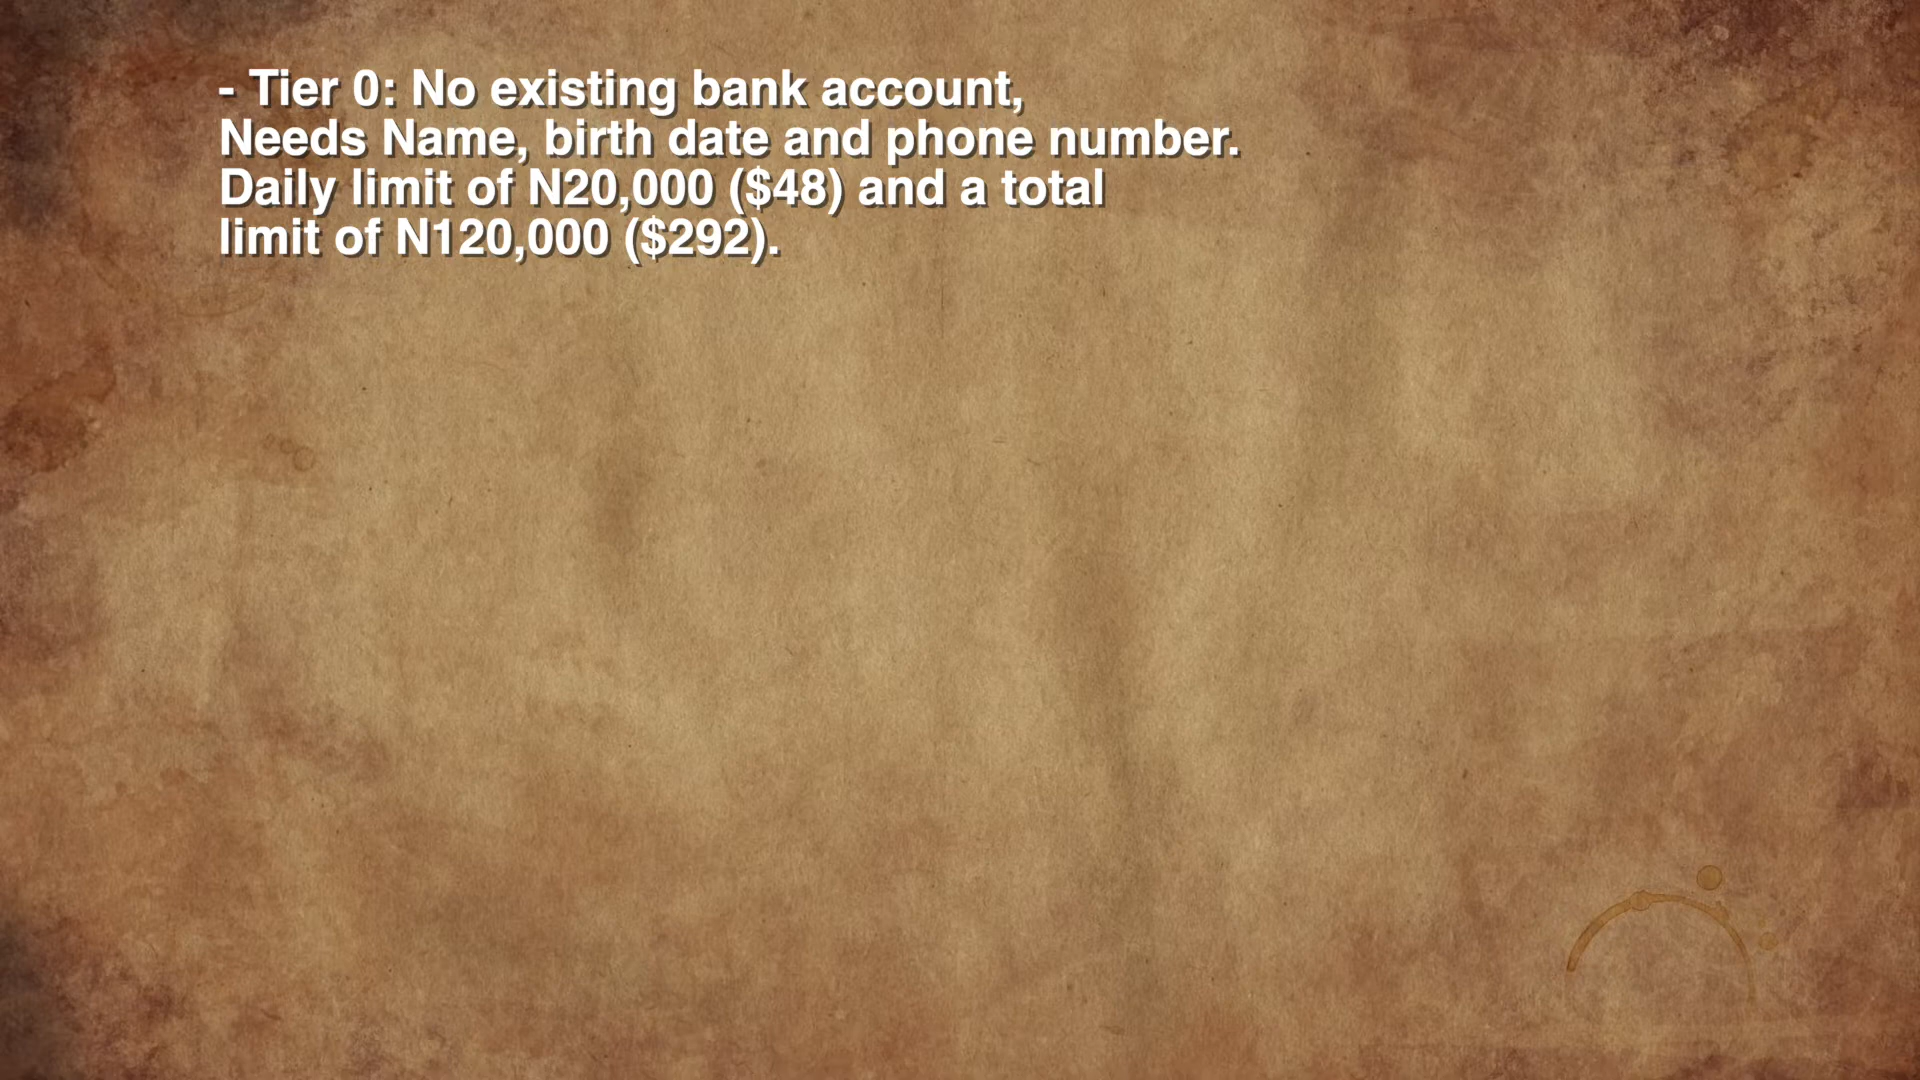 - Tier 0: No existing bank account,
Needs Name, birth date and phone number.
Daily limit of N20,000 ($48) and a total
limit of N120,000 ($292).